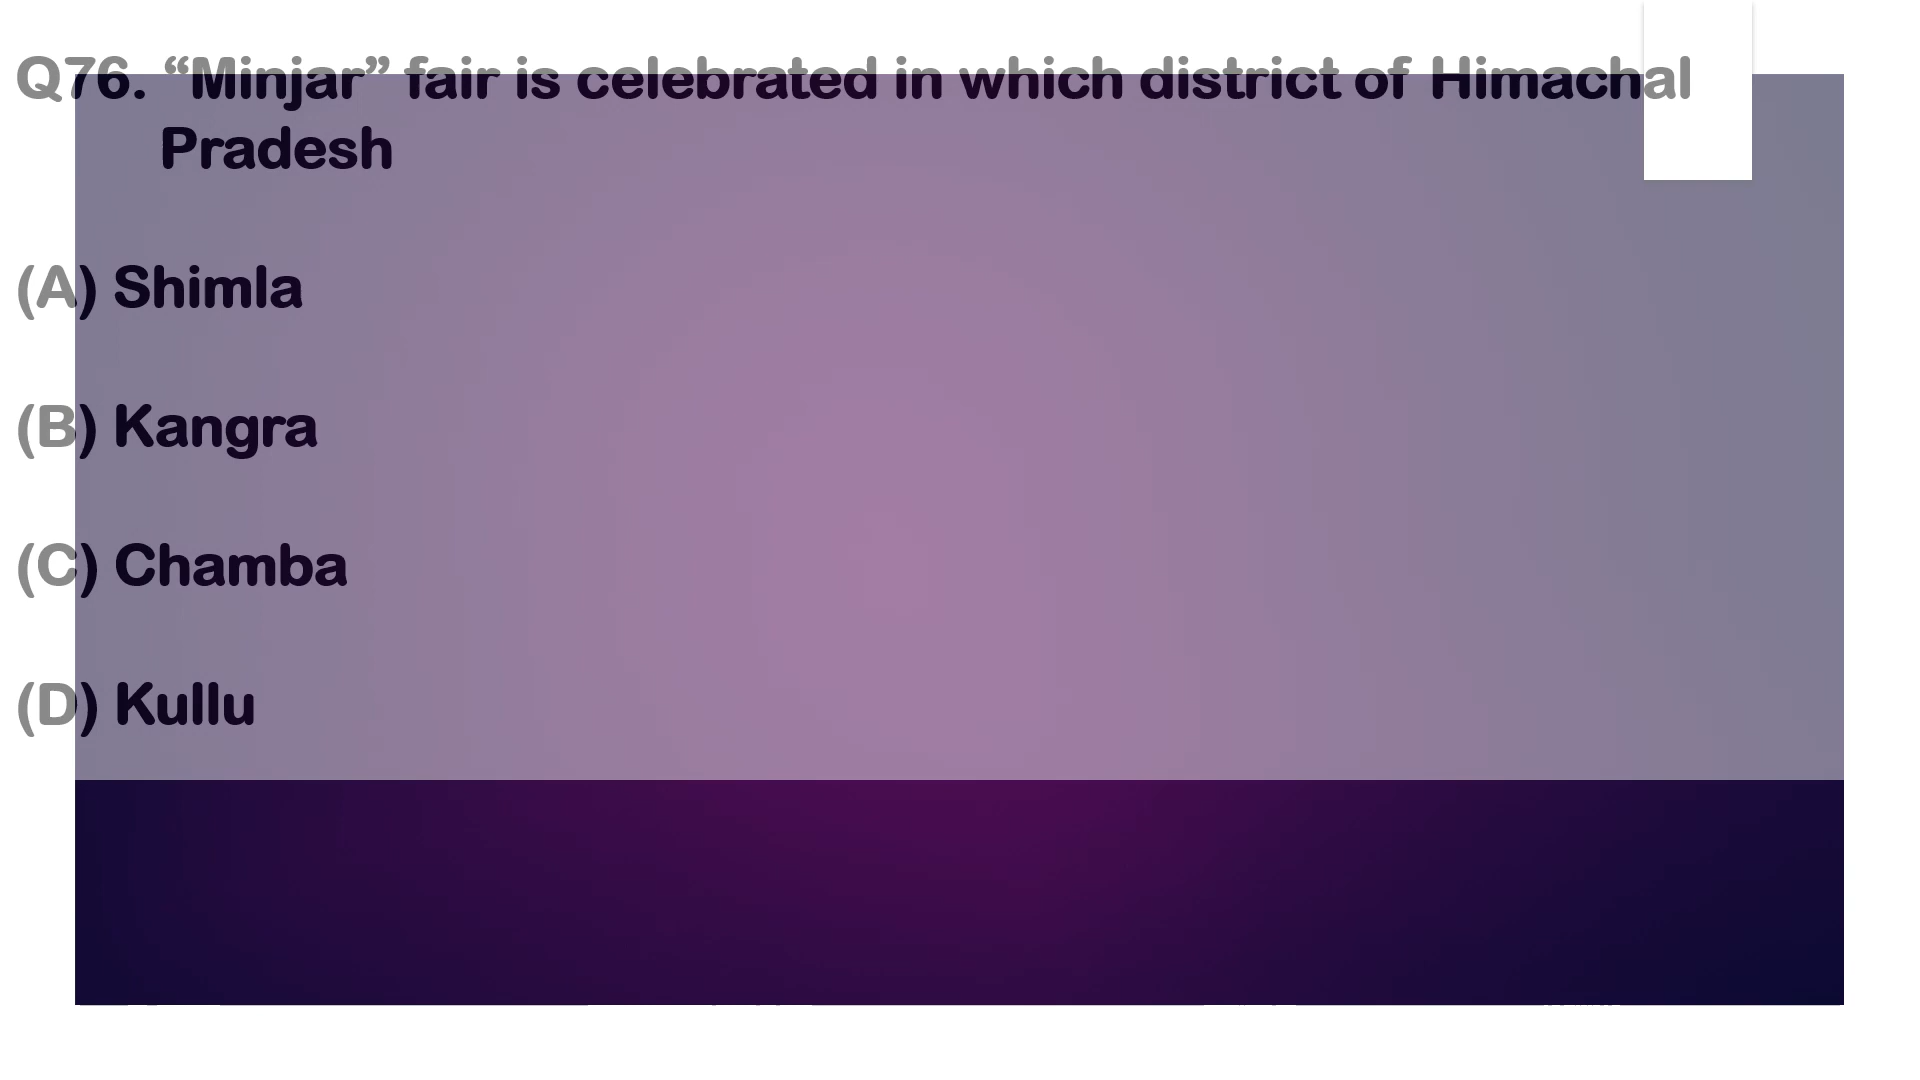 Q76. “Minjar” fair is celebrated in which district of Himachal
Pradesh
(A) Shimla
(B) Kangra
(C) Chamba
(D) Kullu